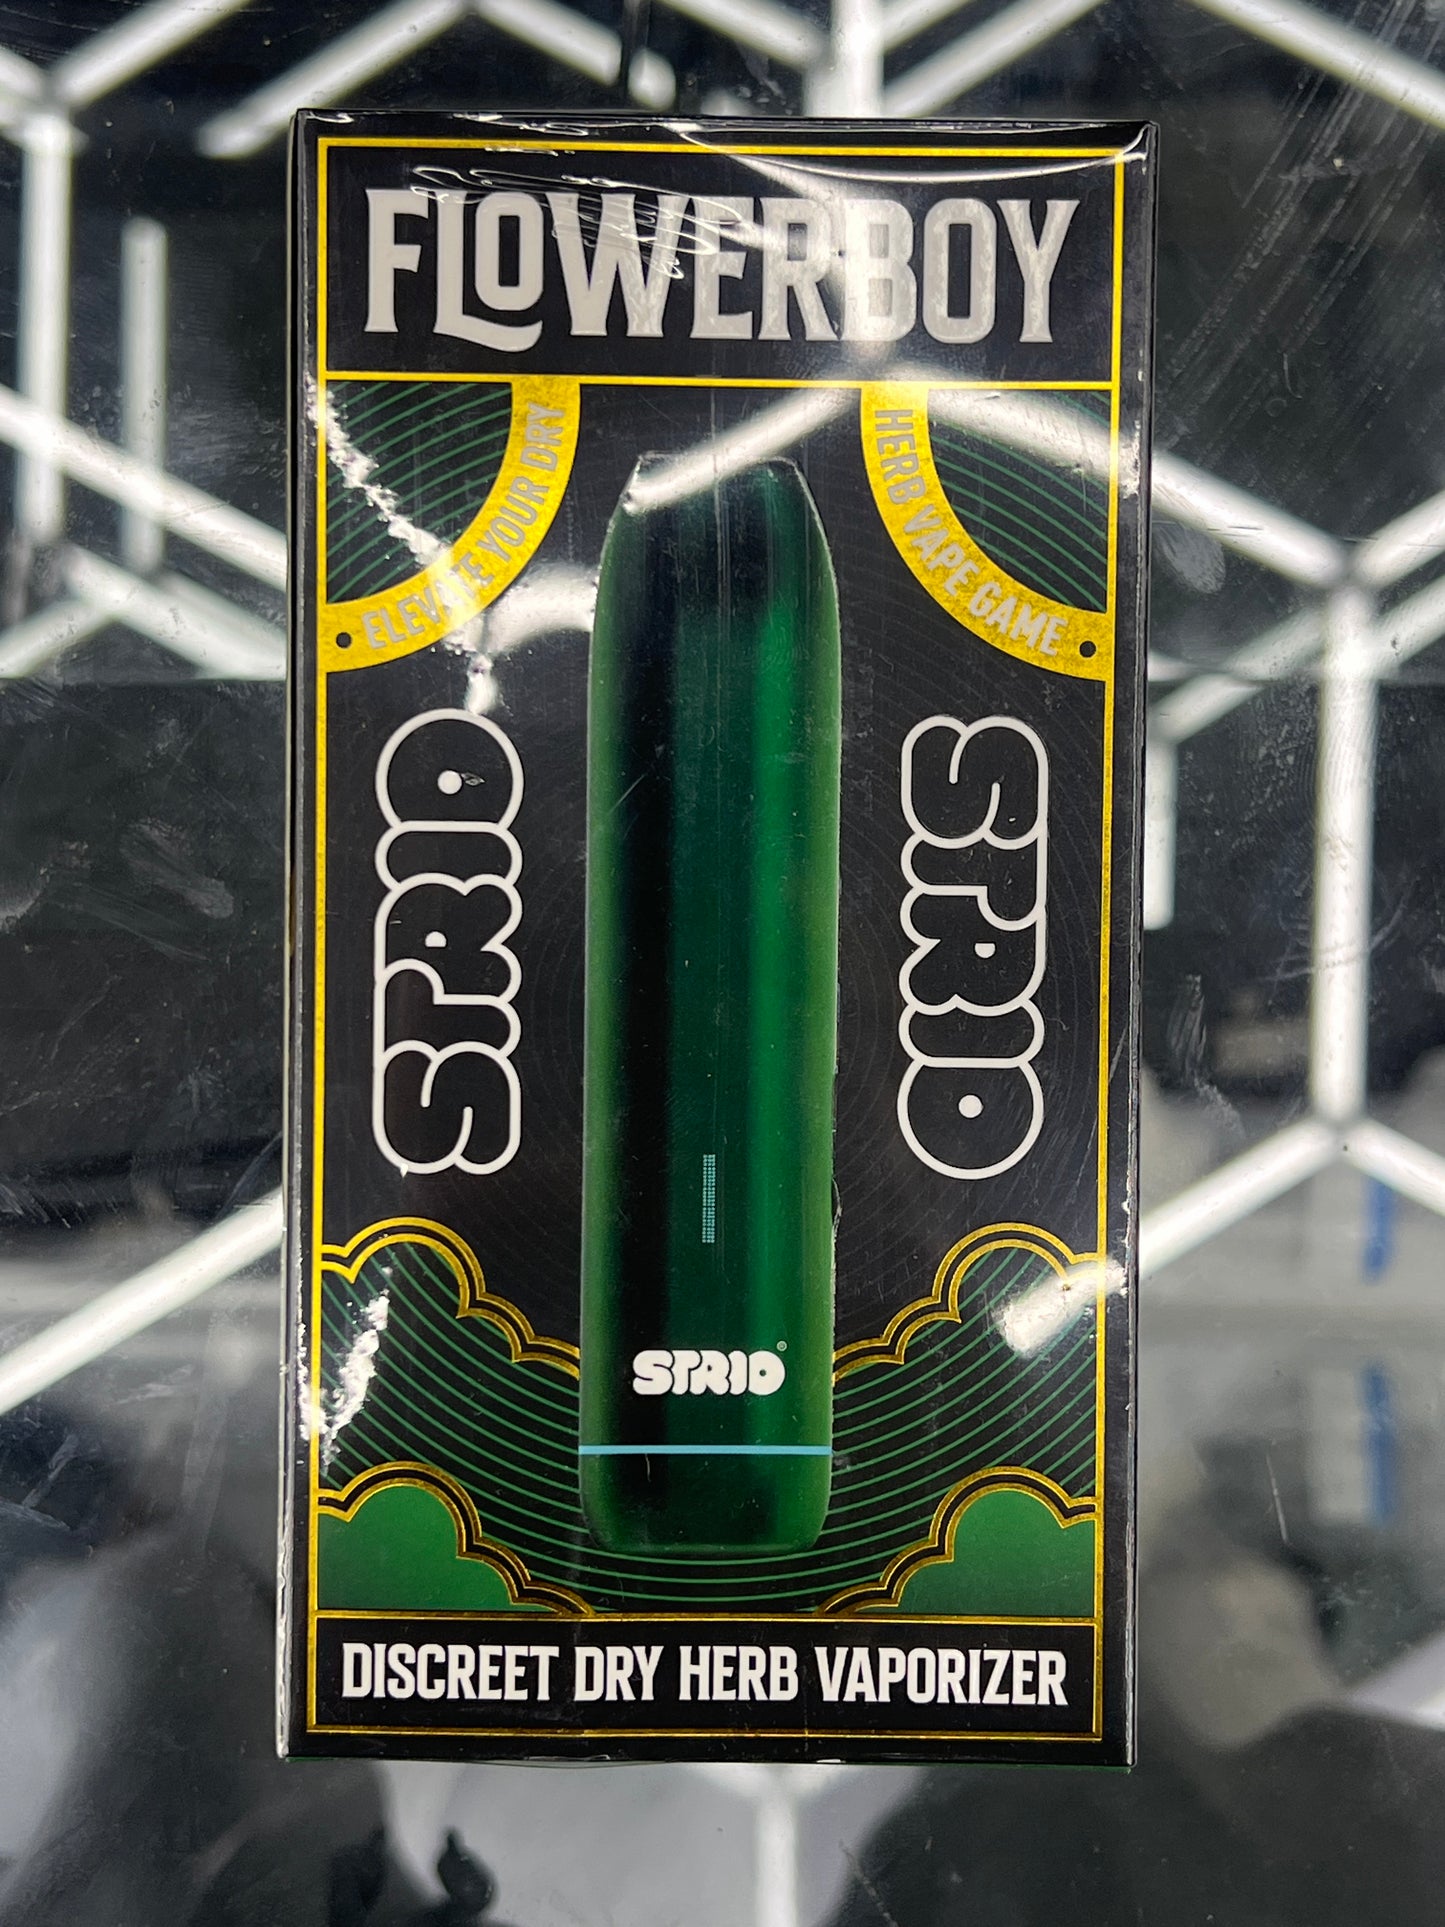 FLOWERBOY
ELEVATE YOUR DRY
HERB VAPE GAME
STRIO
STRIO
STRIO®
DISCREET DRY HERB VAPORIZER